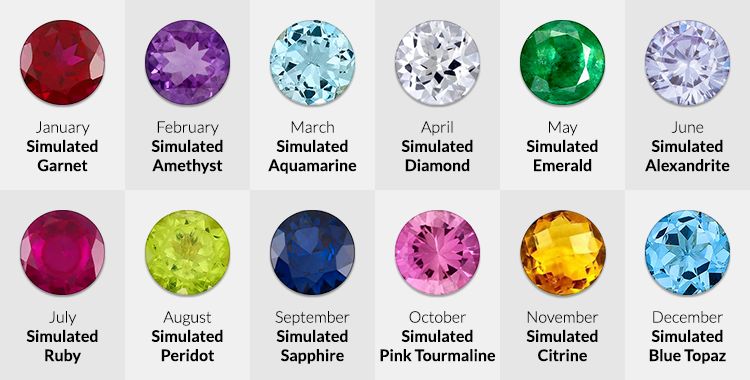 January
Simulated
Garnet
February
Simulated
Amethyst
March
Simulated
Aquamarine
April
Simulated
Diamond
May
Simulated
Emerald
June
Simulated
Alexandrite
July
Simulated
Ruby
August
Simulated
Peridot
September
Simulated
Sapphire
October
Simulated
Pink Tourmaline
November
Simulated
Citrine
December
Simulated
Blue Topaz